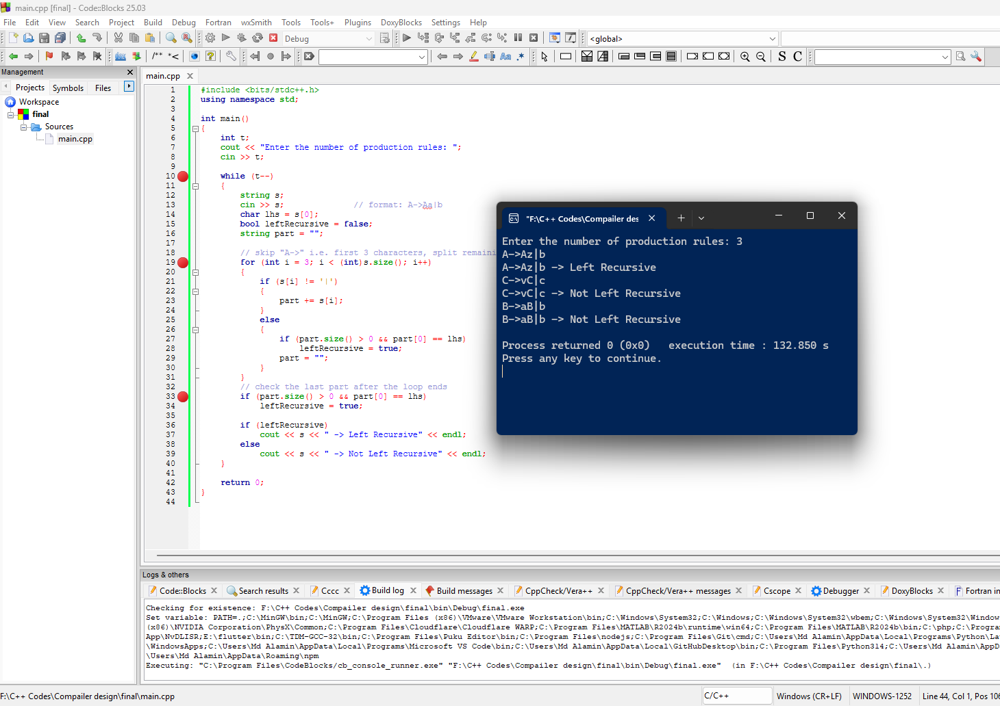 main.cpp [final] - Code::Blocks 25.03
File Edit View Search Project Build Debug Fortran wxSmith Tools Tools+ Plugins DoxyBlocks Settings Help
Debug
<global>
/** *<
Aa .*
S C
Management
main.cpp
Projects Symbols Files
Workspace
final
Sources
main.cpp
1 #include <bits/stdc++.h>
2 using namespace std;
3
4 int main()
5 {
6 int t;
7 cout << "Enter the number of production rules: ";
8 cin >> t;
9
10 while (t--)
11 {
12 string s;
13 cin >> s; // format: A->Aa|b
14 char lhs = s[0];
15 bool leftRecursive = false;
16 string part = "";
17
18 // skip "A->" i.e. first 3 characters, split remaini
19 for (int i = 3; i < (int)s.size(); i++)
20 {
21 if (s[i] != '|')
22 {
23 part += s[i];
24 }
25 else
26 {
27 if (part.size() > 0 && part[0] == lhs)
28 leftRecursive = true;
29 part = "";
30 }
31 }
32 // check the last part after the loop ends
33 if (part.size() > 0 && part[0] == lhs)
34 leftRecursive = true;
35
36 if (leftRecursive)
37 cout << s << " -> Left Recursive" << endl;
38 else
39 cout << s << " -> Not Left Recursive" << endl;
40 }
41
42 return 0;
43 }
44
"F:\C++ Codes\Compailer des
Enter the number of production rules: 3
A->Az|b
A->Az|b -> Left Recursive
C->vC|c
C->vC|c -> Not Left Recursive
B->aB|b
B->aB|b -> Not Left Recursive
Process returned 0 (0x0) execution time : 132.850 s
Press any key to continue.
Logs & others
Code::Blocks Search results Cccc Build log Build messages CppCheck/Vera++ CppCheck/Vera++ messages Cscope Debugger DoxyBlocks Fortran in
Checking for existence: F:\C++ Codes\Compailer design\final\bin\Debug\final.exe
Set variable: PATH=.;C:\MinGW\bin;C:\MinGW;C:\Program Files (x86)\VMware\VMware Workstation\bin;C:\Windows\System32;C:\Windows;C:\Windows\System32\wbem;C:\Windows\System32\Window
(x86)\NVIDIA Corporation\PhysX\Common;C:\Program Files\Cloudflare\Cloudflare WARP;C:\Program Files\MATLAB\R2024b\runtime\win64;C:\Program Files\MATLAB\R2024b\bin;C:\php;C:\Progra
App\NvDLISR;E:\flutter\bin;C:\TDM-GCC-32\bin;C:\Program Files\Puku Editor\bin;C:\Program Files\nodejs;C:\Program Files\Git\cmd;C:\Users\Md Alamin\AppData\Local\Programs\Python\La
\WindowsApps;C:\Users\Md Alamin\AppData\Local\Programs\Microsoft VS Code\bin;C:\Users\Md Alamin\AppData\Local\GitHubDesktop\bin;C:\Program Files\Python314;C:\Users\Md Alamin\AppD
\Users\Md Alamin\AppData\Roaming\npm
Executing: "C:\Program Files\CodeBlocks/cb_console_runner.exe" "F:\C++ Codes\Compailer design\final\bin\Debug\final.exe" (in F:\C++ Codes\Compailer design\final\.)
F:\C++ Codes\Compailer design\final\main.cpp C/C++ Windows (CR+LF) WINDOWS-1252 Line 44, Col 1, Pos 106